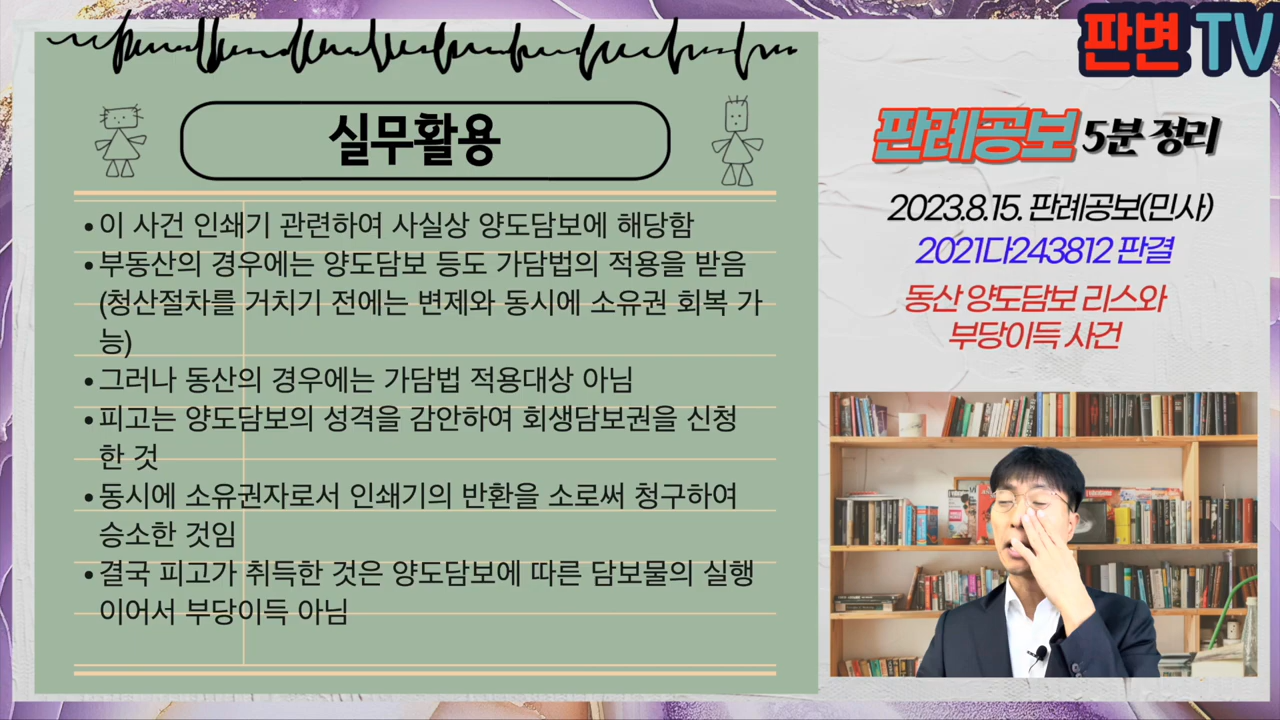 판변 TV
실무활용
• 이 사건 인쇄기 관련하여 사실상 양도담보에 해당함
• 부동산의 경우에는 양도담보 등도 가담법의 적용을 받음
(청산절차를 거치기 전에는 변제와 동시에 소유권 회복 가
능)
• 그러나 동산의 경우에는 가담법 적용대상 아님
• 피고는 양도담보의 성격을 감안하여 회생담보권을 신청
한 것
• 동시에 소유권자로서 인쇄기의 반환을 소로써 청구하여
승소한 것임
• 결국 피고가 취득한 것은 양도담보에 따른 담보물의 실행
이어서 부당이득 아님
판례공보 5분 정리
2023.8.15. 판례공보(민사)
2021다243812 판결
동산 양도담보 리스와
부당이득 사건